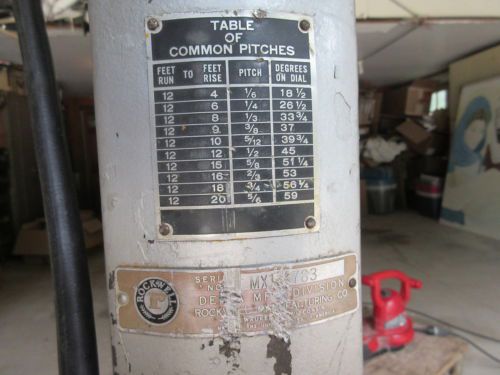 TABLE
OF
COMMON PITCHES
FEET RUN TO FEET RISE PITCH DEGREES ON DIAL
12 4 1/6 18 1/2
12 6 1/4 26 1/2
12 8 1/3 33 3/4
12 9 3/8 37
12 10 5/12 39 3/4
12 12 1/2 45
12 15 5/8 51 1/4
12 16 2/3 53
12 18 3/4 56 1/4
12 20 5/6 59
NO.
DIVISION
ROCKWELL
CO.